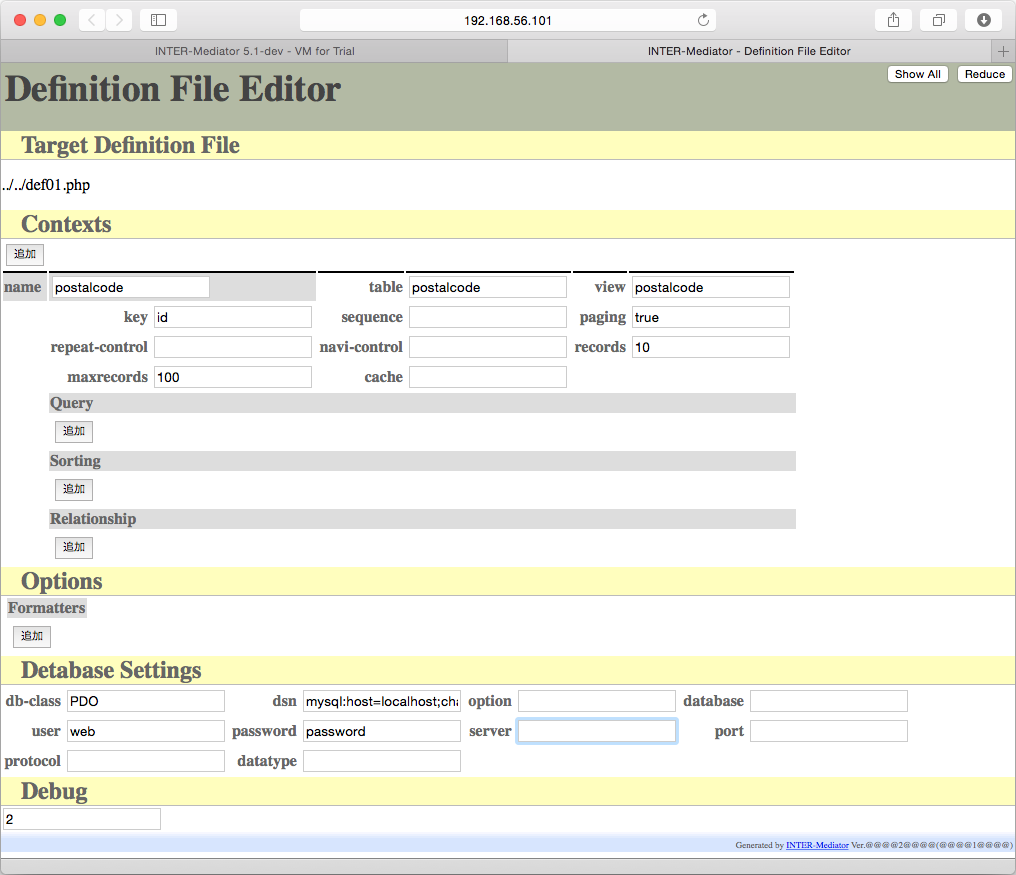 192.168.56.101
INTER-Mediator 5.1-dev - VM for Trial
INTER-Mediator - Definition File Editor
Definition File Editor
Show All
Reduce
Target Definition File
../../def01.php
Contexts
追加
name postalcode table postalcode view postalcode
key id sequence paging true
repeat-control navi-control records 10
maxrecords 100 cache
Query
追加
Sorting
追加
Relationship
追加
Options
Formatters
追加
Detabase Settings
db-class PDO dsn mysql:host=localhost;cha option database
user web password password server port
protocol datatype
Debug
2
Generated by INTER-Mediator Ver.@@@@2@@@@(@@@@1@@@@)